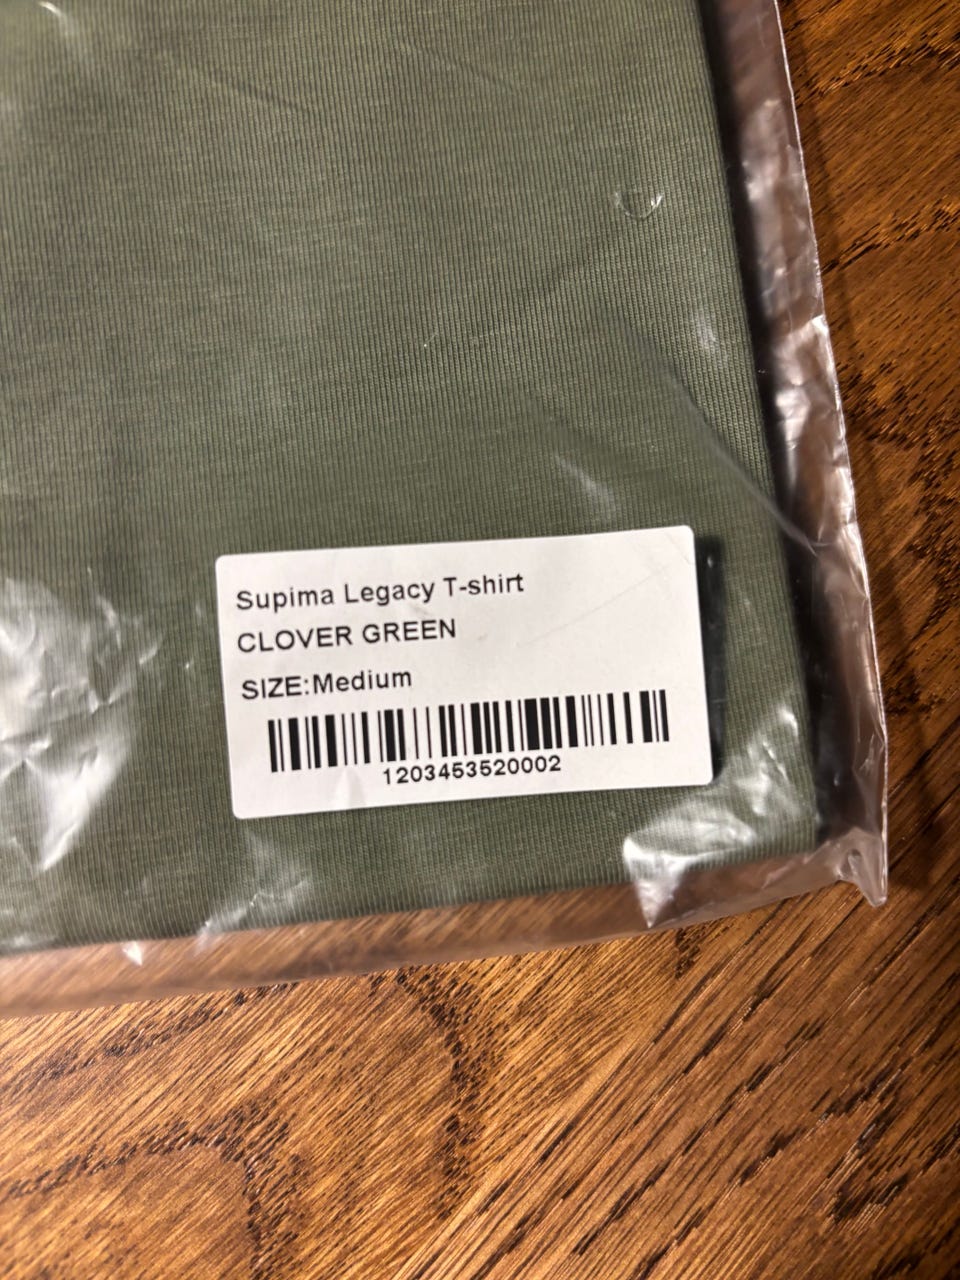 Supima Legacy T-shirt
CLOVER GREEN
SIZE:Medium
1203453520002